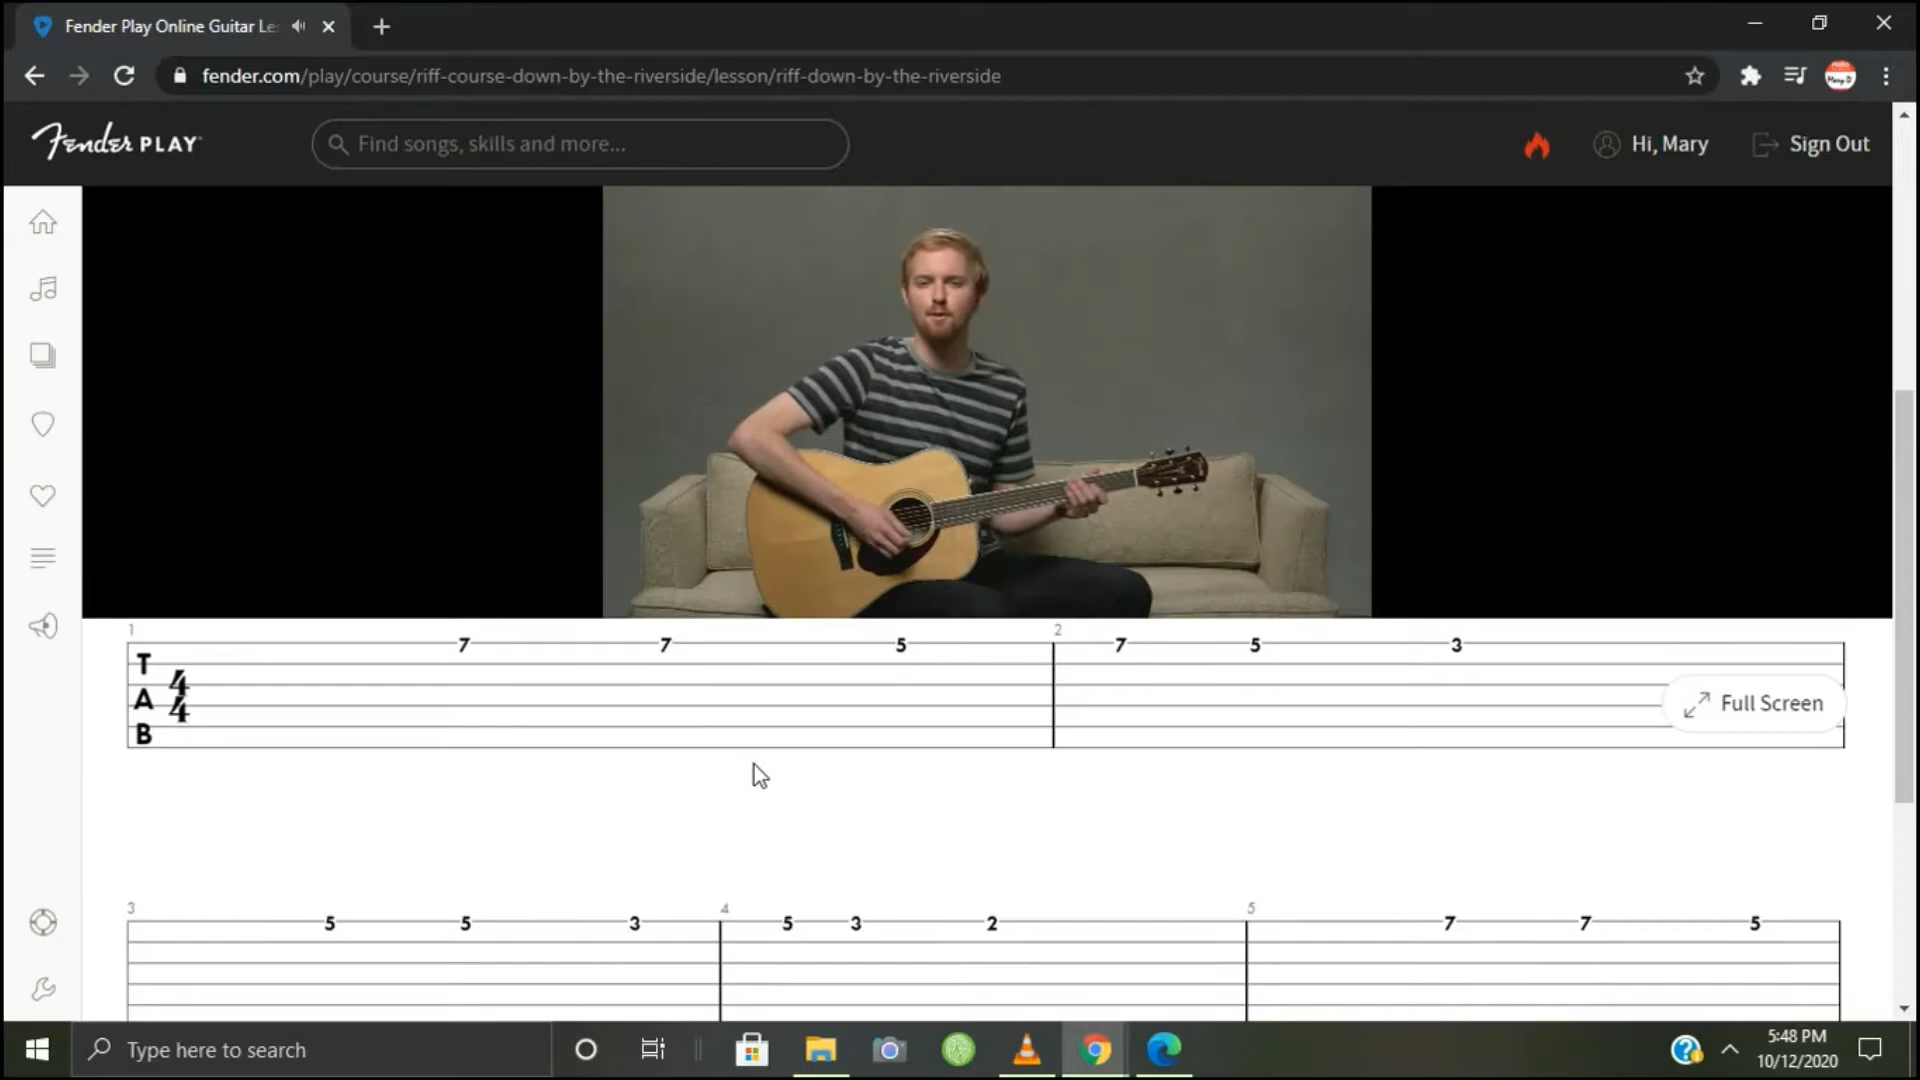 Fender Play Online Guitar Le
fender.com/play/course/riff-course-down-by-the-riverside/lesson/riff-down-by-the-riverside
Mary D
Fender PLAY
Find songs, skills and more...
Hi, Mary
Sign Out
1 2
7 7 5 7 5 3
T
A
B
4
4
Full Screen
3 4 5
5 5 3 5 3 2 7 7 5
Type here to search
5:48 PM
10/12/2020